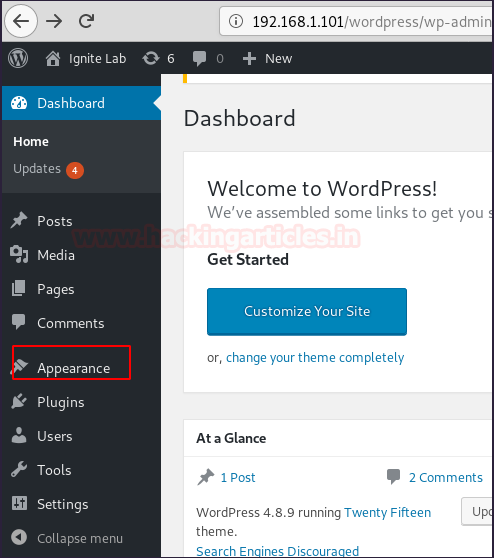 192.168.1.101/wordpress/wp-admin
Ignite Lab 6 0 New
Dashboard
Home
Updates 4
Posts
Media
Pages
Comments
Appearance
Plugins
Users
Tools
Settings
Collapse menu
Dashboard
Welcome to WordPress!
We've assembled some links to get you s
www.hackingarticles.in
Get Started
Customize Your Site
or, change your theme completely
At a Glance
1 Post 2 Comments
WordPress 4.8.9 running Twenty Fifteen
theme.
Upd
Search Engines Discouraged